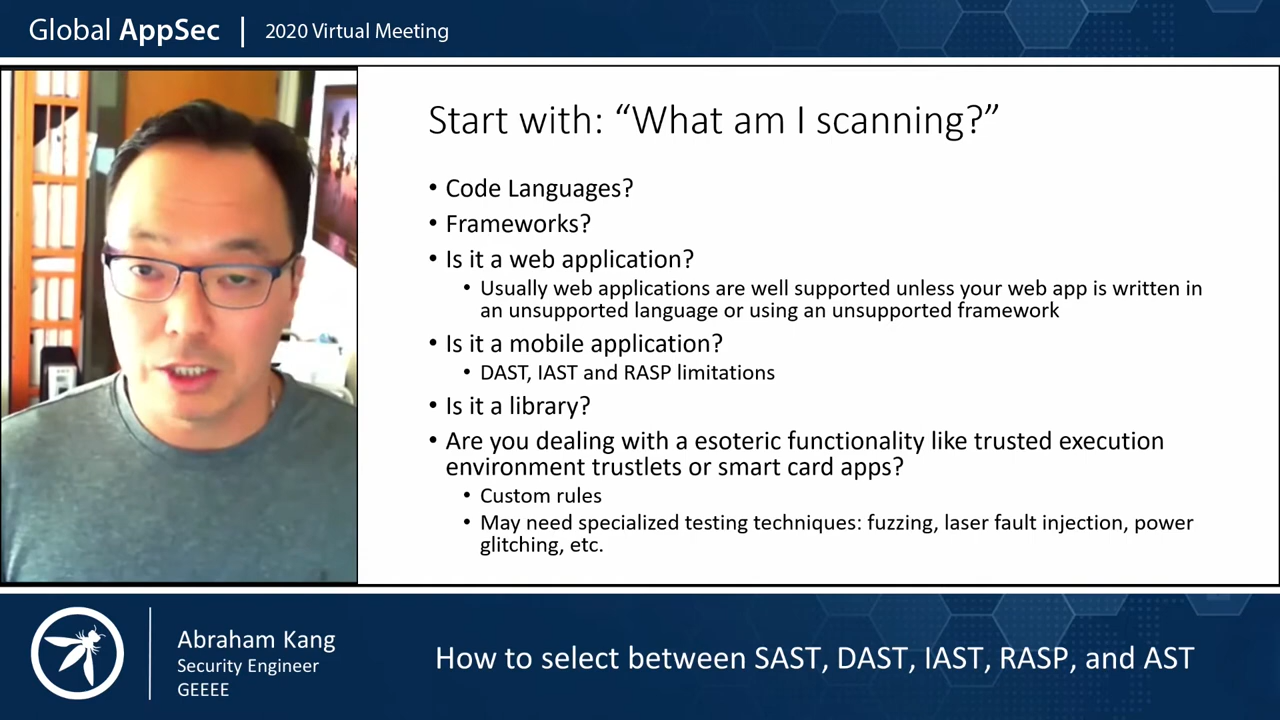 Global AppSec | 2020 Virtual Meeting
Start with: “What am I scanning?”
• Code Languages?
• Frameworks?
• Is it a web application?
• Usually web applications are well supported unless your web app is written in
an unsupported language or using an unsupported framework
• Is it a mobile application?
• DAST, IAST and RASP limitations
• Is it a library?
• Are you dealing with a esoteric functionality like trusted execution
environment trustlets or smart card apps?
• Custom rules
• May need specialized testing techniques: fuzzing, laser fault injection, power
glitching, etc.
Abraham Kang
Security Engineer
GEEEE
How to select between SAST, DAST, IAST, RASP, and AST